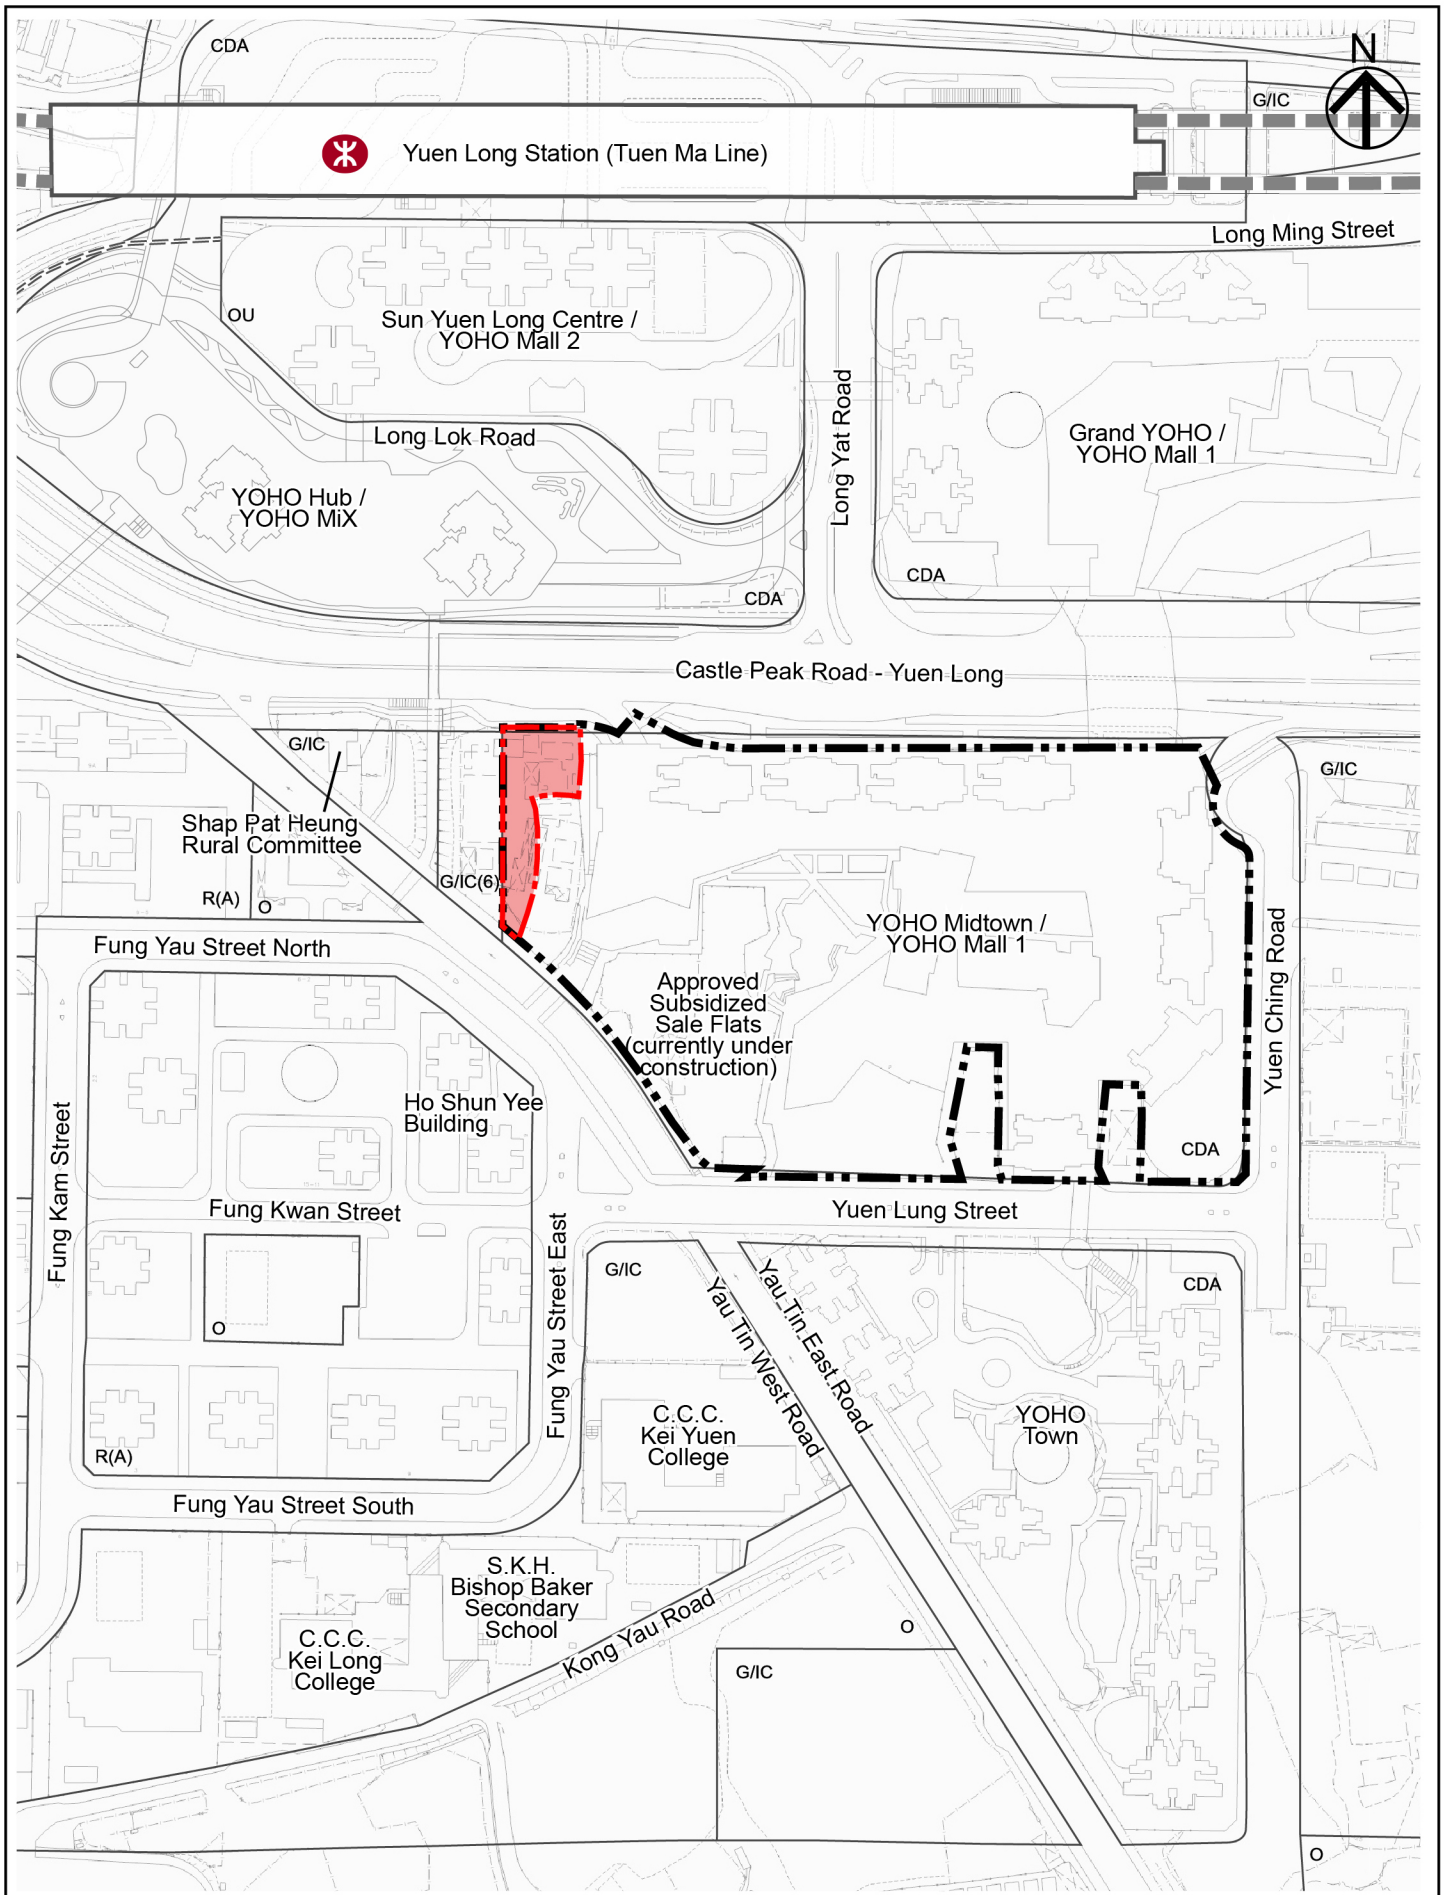 CDA
N
G/IC
Yuen Long Station (Tuen Ma Line)
Long Ming Street
OU
Sun Yuen Long Centre /
YOHO Mall 2
Long Yat Road
Grand YOHO /
YOHO Mall 1
Long Lok Road
YOHO Hub /
YOHO MiX
CDA
CDA
Castle Peak Road - Yuen Long
G/IC
G/IC
Shap Pat Heung
Rural Committee
G/IC(6)
R(A)
O
YOHO Midtown /
YOHO Mall 1
Fung Yau Street North
Approved
Subsidized
Sale Flats
(currently under
construction)
Yuen Ching Road
Ho Shun Yee
Building
CDA
Fung Kam Street
Fung Kwan Street
Yuen Lung Street
Fung Yau Street East
G/IC
Yau Tin West Road
Yau Tin East Road
CDA
O
C.C.C.
Kei Yuen
College
YOHO
Town
R(A)
Fung Yau Street South
S.K.H.
Bishop Baker
Secondary
School
C.C.C.
Kei Long
College
Kong Yau Road
O
G/IC
O